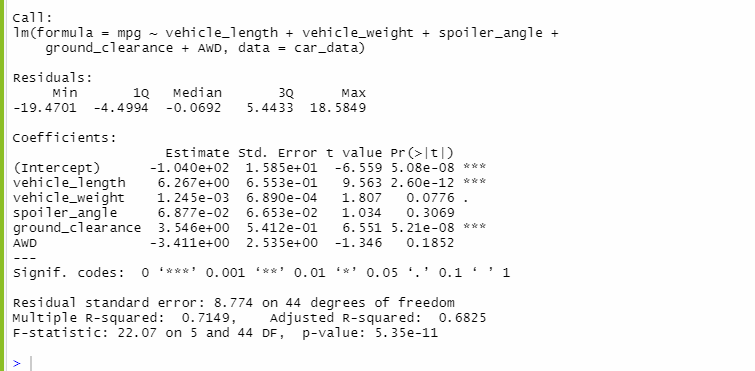 Call:
lm(formula = mpg ~ vehicle_length + vehicle_weight + spoiler_angle +
    ground_clearance + AWD, data = car_data)
Residuals:
     Min       1Q   Median       3Q      Max
-19.4701  -4.4994  -0.0692   5.4433  18.5849
Coefficients:
                   Estimate Std. Error t value Pr(>|t|)
(Intercept)      -1.040e+02  1.585e+01  -6.559 5.08e-08 ***
vehicle_length    6.267e+00  6.553e-01   9.563 2.60e-12 ***
vehicle_weight    1.245e-03  6.890e-04   1.807   0.0776 .
spoiler_angle     6.877e-02  6.653e-02   1.034   0.3069
ground_clearance  3.546e+00  5.412e-01   6.551 5.21e-08 ***
AWD              -3.411e+00  2.535e+00  -1.346   0.1852
---
Signif. codes:  0 ‘***’ 0.001 ‘**’ 0.01 ‘*’ 0.05 ‘.’ 0.1 ‘ ’ 1
Residual standard error: 8.774 on 44 degrees of freedom
Multiple R-squared:  0.7149,    Adjusted R-squared:  0.6825
F-statistic: 22.07 on 5 and 44 DF,  p-value: 5.35e-11
>